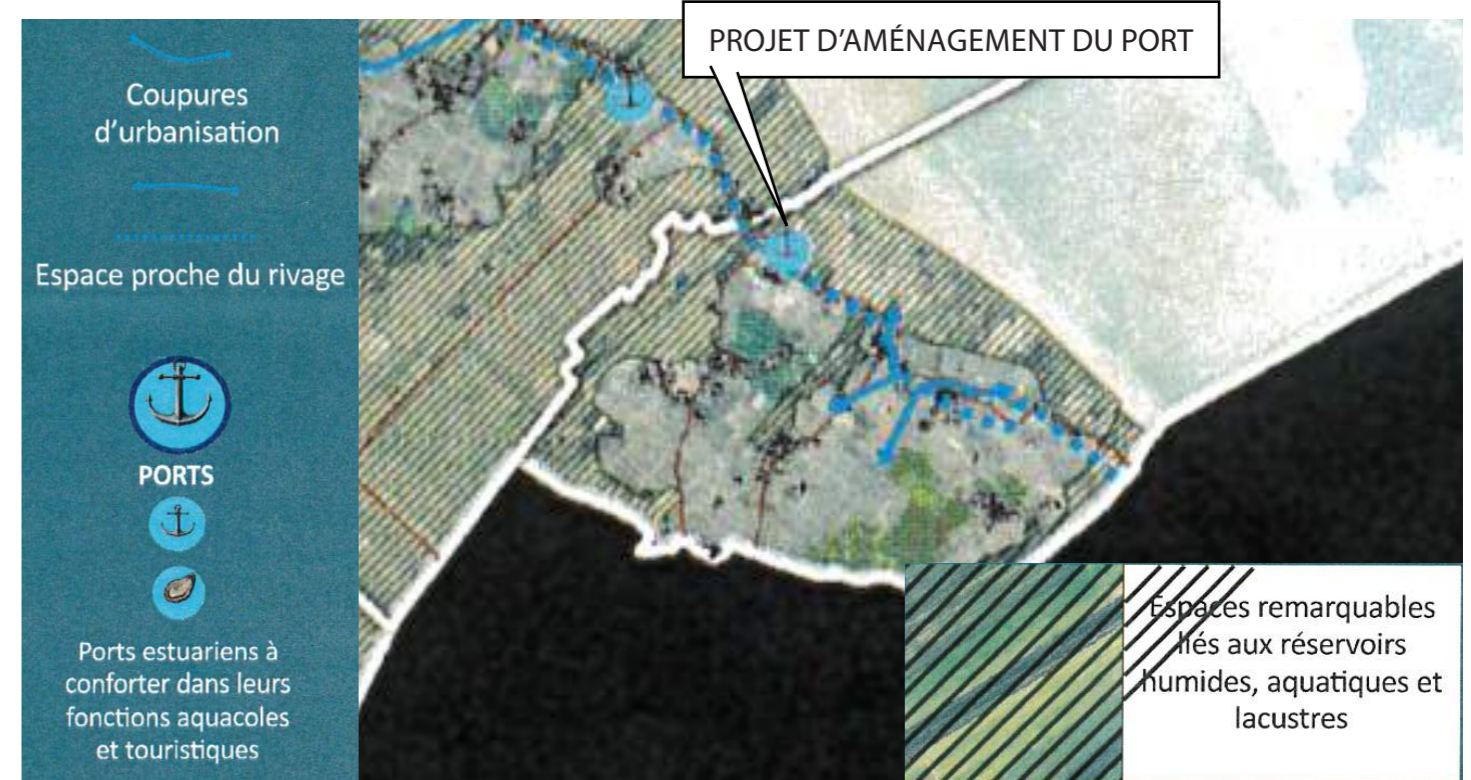 PROJET D'AMÉNAGEMENT DU PORT
Coupures
d'urbanisation
Espace proche du rivage
PORTS
Ports estuariens à
conforter dans leurs
fonctions aquacoles
et touristiques
Espaces remarquables
liés aux réservoirs
humides, aquatiques et
lacustres